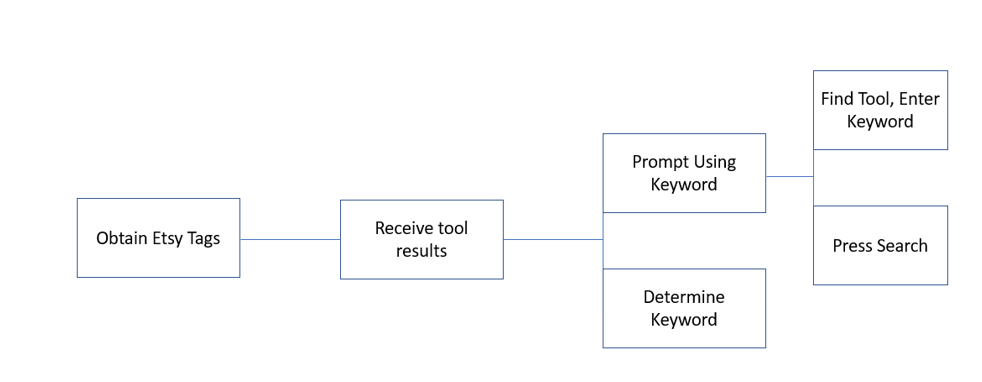 Obtain Etsy Tags
Receive tool
results
Prompt Using
Keyword
Determine
Keyword
Find Tool, Enter
Keyword
Press Search